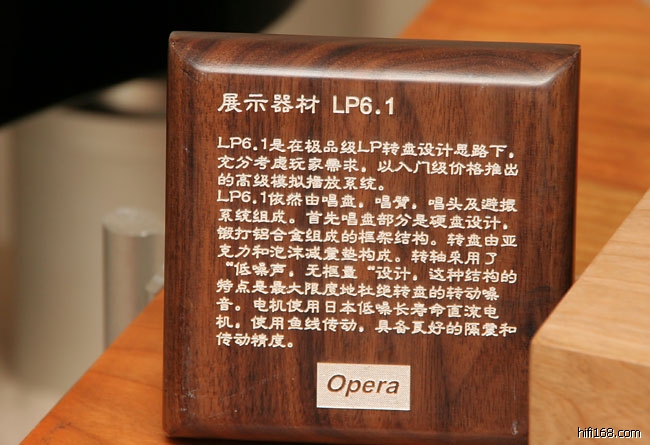 展示器材 LP6.1
LP6.1是在极品级LP转盘设计思路下，
充分考虑玩家需求，以入门级价格推出
的高级模拟播放系统。
LP6.1依然由唱盘，唱臂，唱头及避振
系统组成。首先唱盘部分是硬盘设计，
锻打铝合金组成的框架结构。转盘由亚
克力和泡沫减震垫构成。转轴采用了
“低噪声，无框量“设计，这种结构的
特点是最大限度地杜绝转盘的转动噪
音。电机使用日本低噪长寿命直流电
机，使用鱼线传动，具备更好的隔震和
传动精度。
Opera
hifi168.com